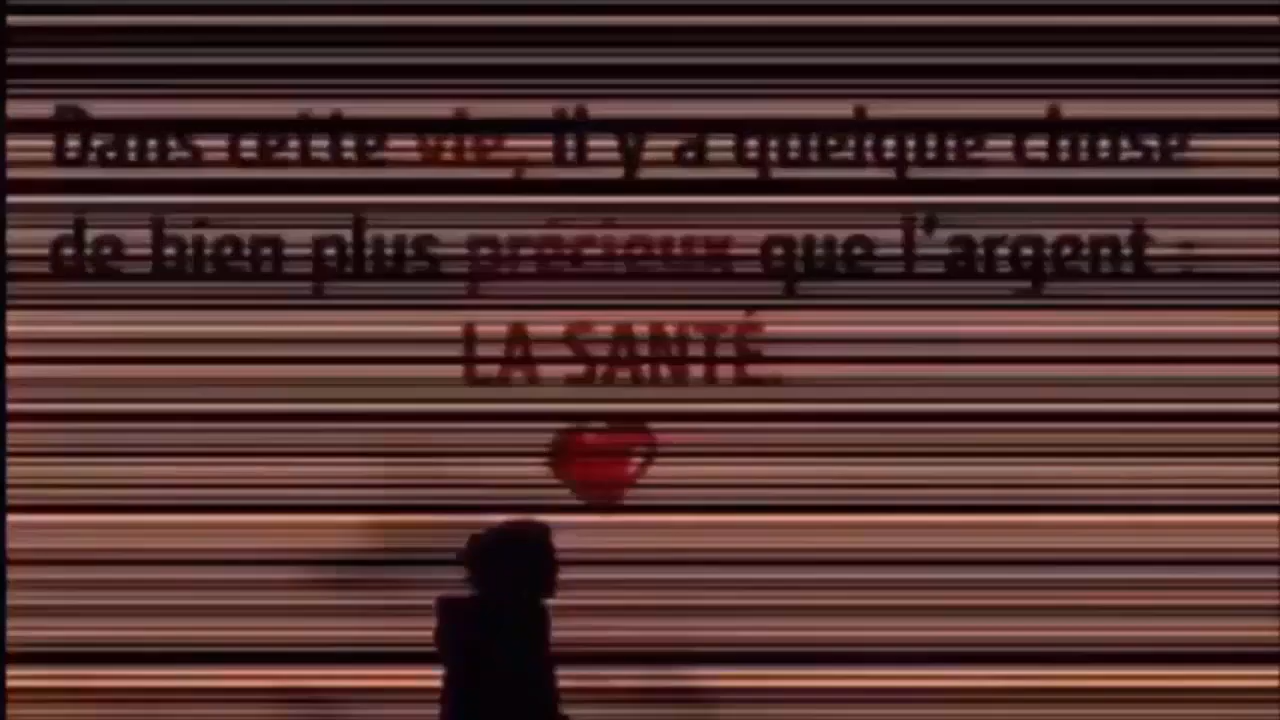 Dans cette vie, il y a quelque chose
de bien plus précieux que l'argent :
LA SANTÉ.